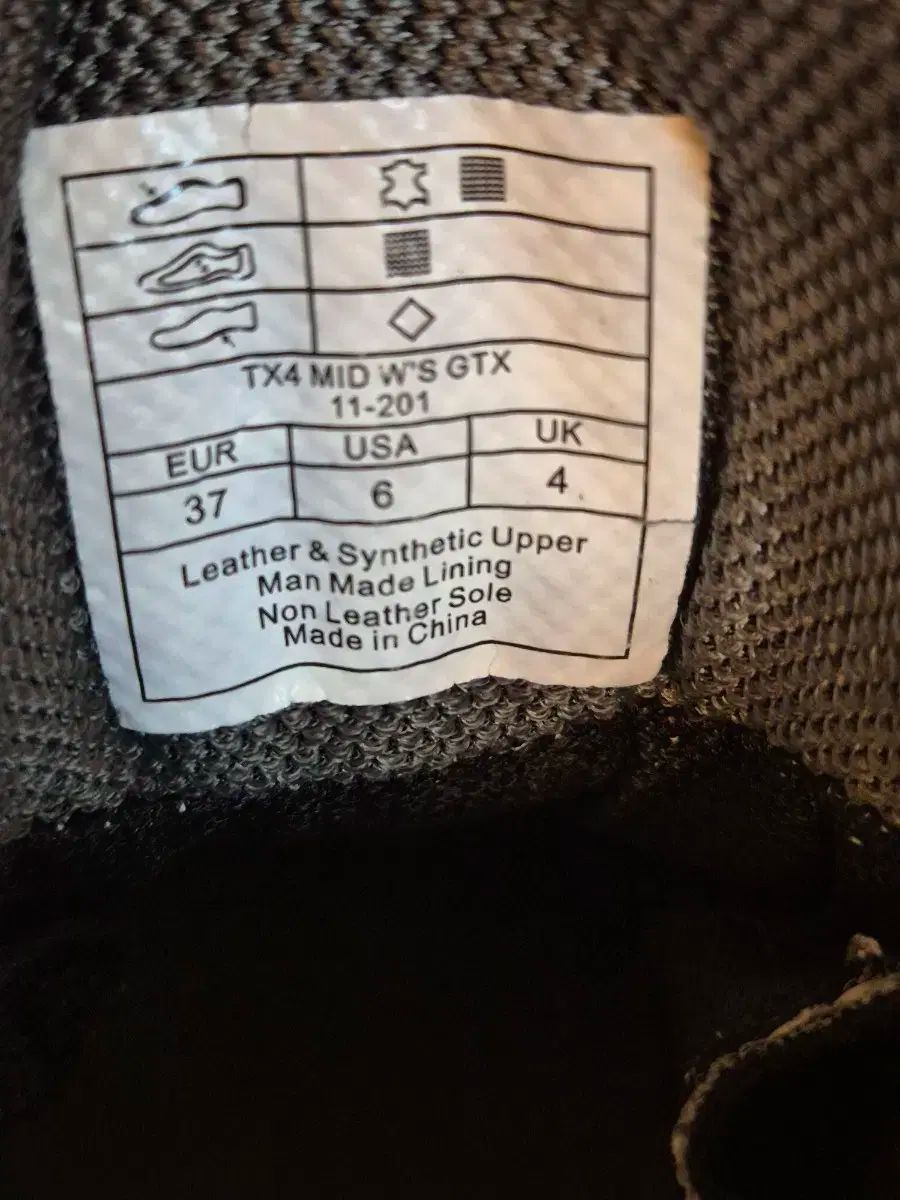 TX4 MID W'S GTX
11-201
EUR USA UK
37 6 4
Leather & Synthetic Upper
Man Made Lining
Non Leather Sole
Made in China